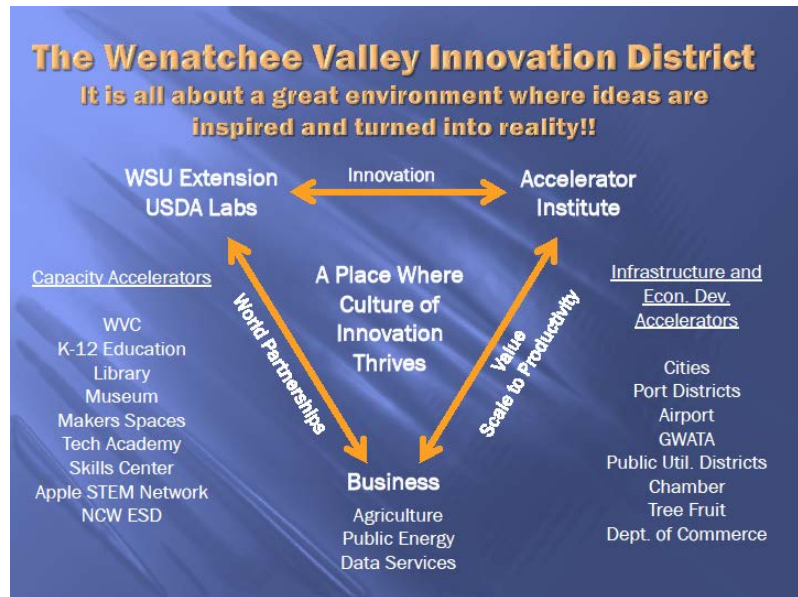 The Wenatchee Valley Innovation District
It is all about a great environment where ideas are
inspired and turned into reality!!
WSU Extension
USDA Labs
Innovation
Accelerator
Institute
Capacity Accelerators
WVC
K-12 Education
Library
Museum
Makers Spaces
Tech Academy
Skills Center
Apple STEM Network
NCW ESD
World Partnerships
A Place Where
Culture of
Innovation
Thrives
Value
Scale to Productivity
Infrastructure and
Econ. Dev.
Accelerators
Cities
Port Districts
Airport
GWATA
Public Util. Districts
Chamber
Tree Fruit
Dept. of Commerce
Business
Agriculture
Public Energy
Data Services